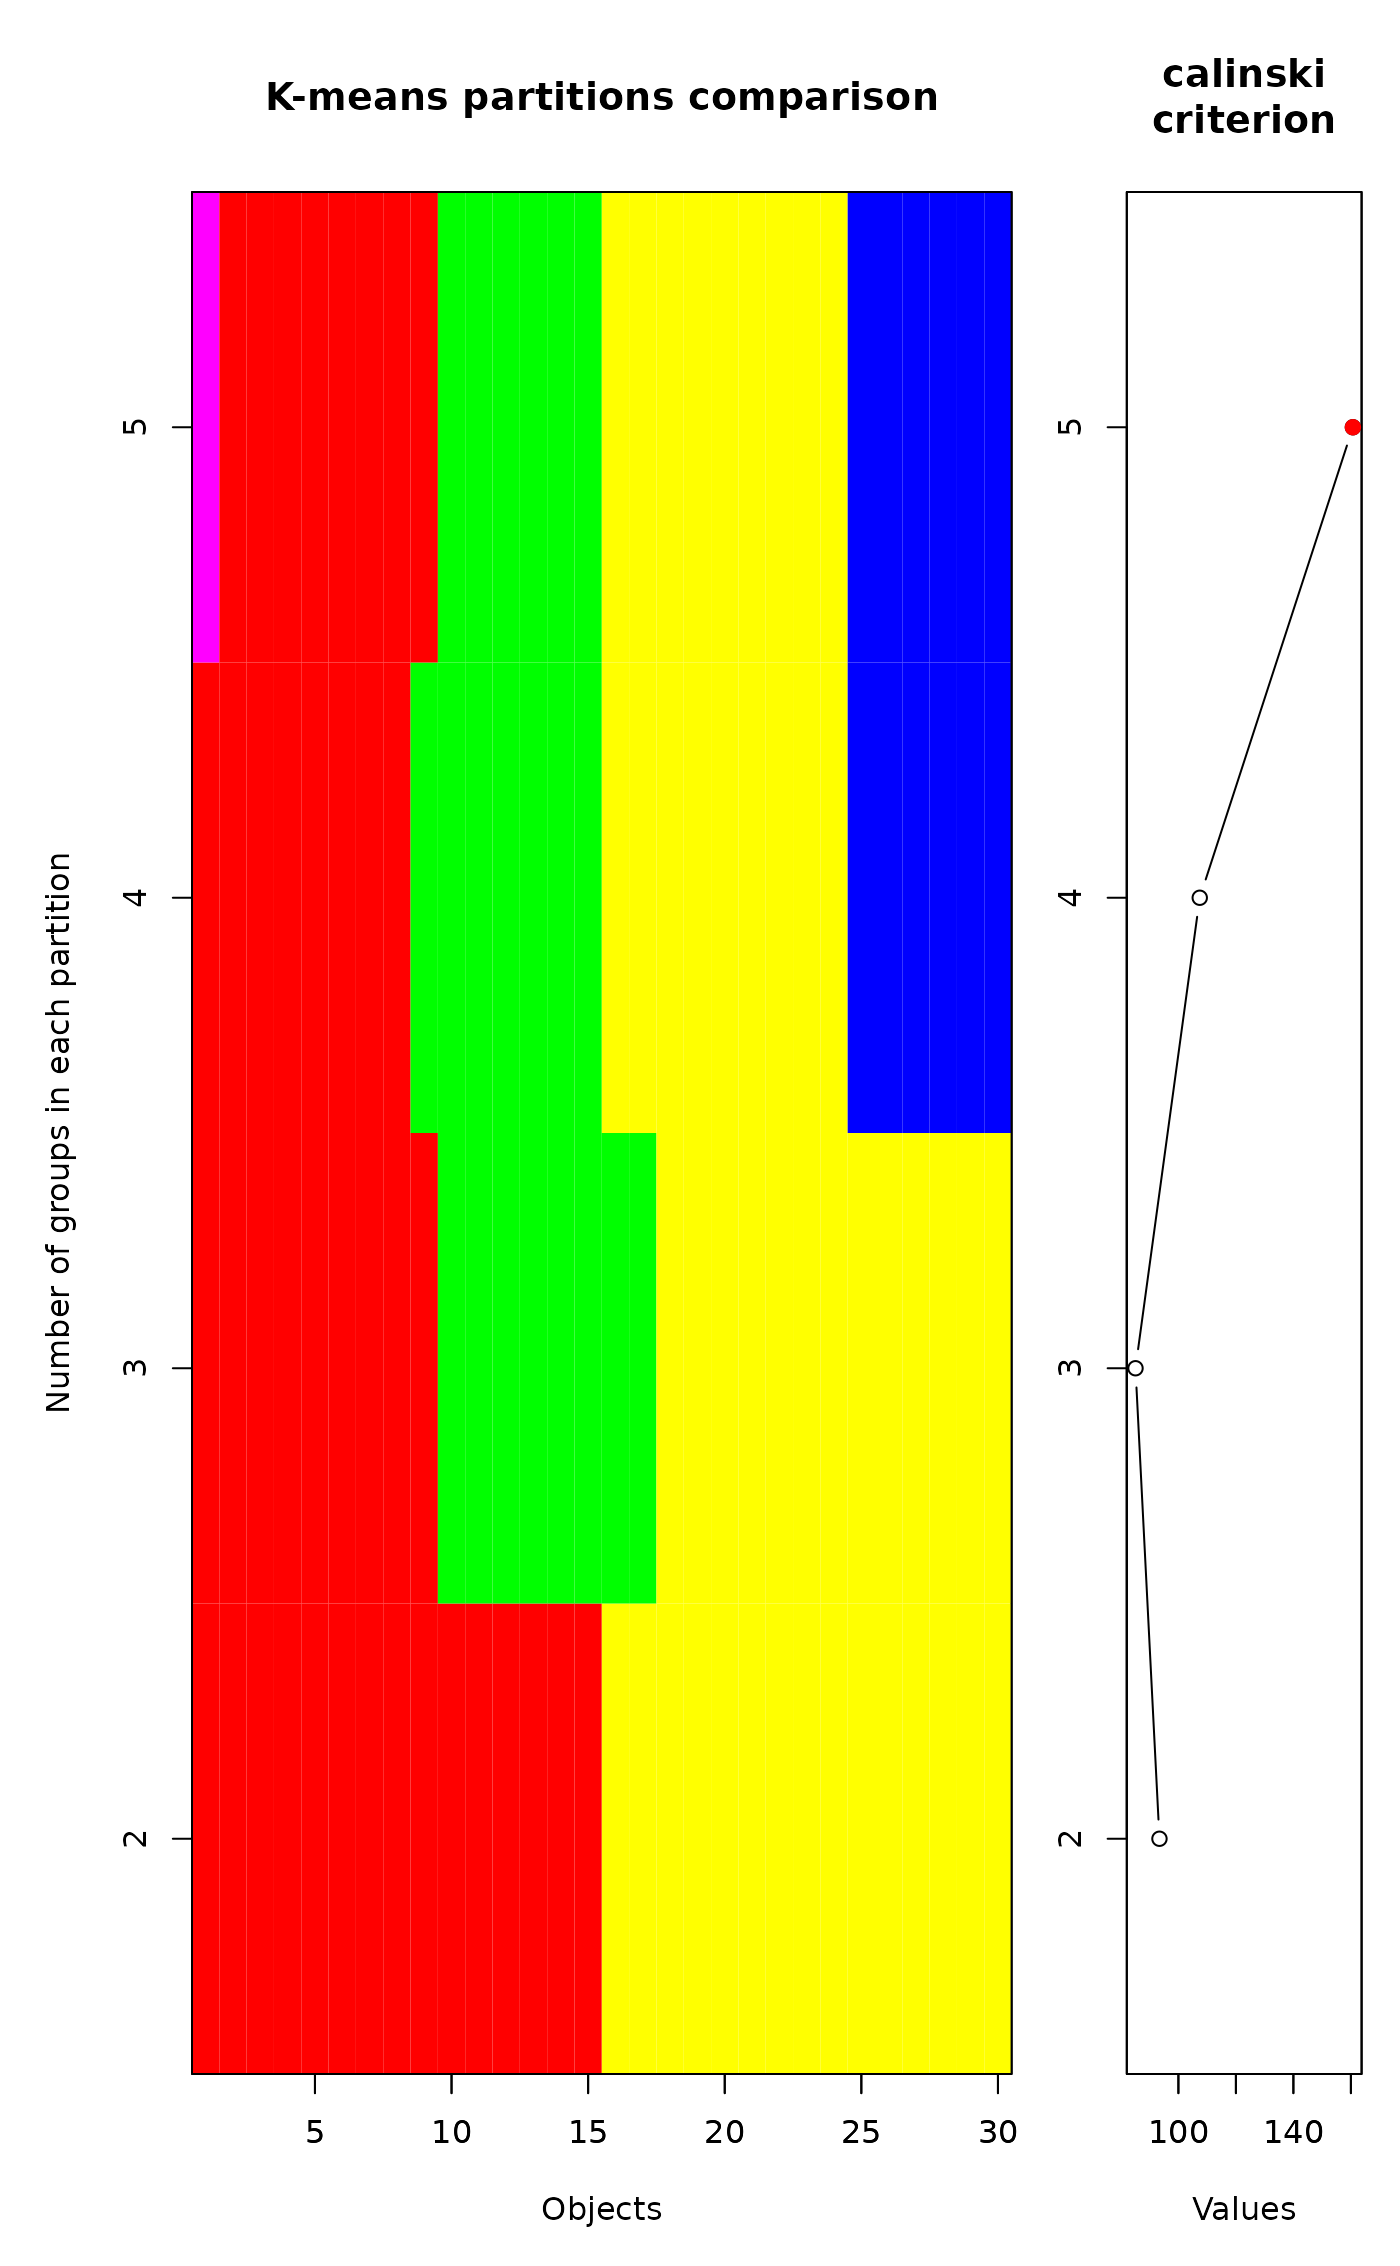 K-means partitions comparison
calinski
criterion
Number of groups in each partition
5
4
3
2
5
4
3
2
5 10 15 20 25 30
100 140
Objects
Values